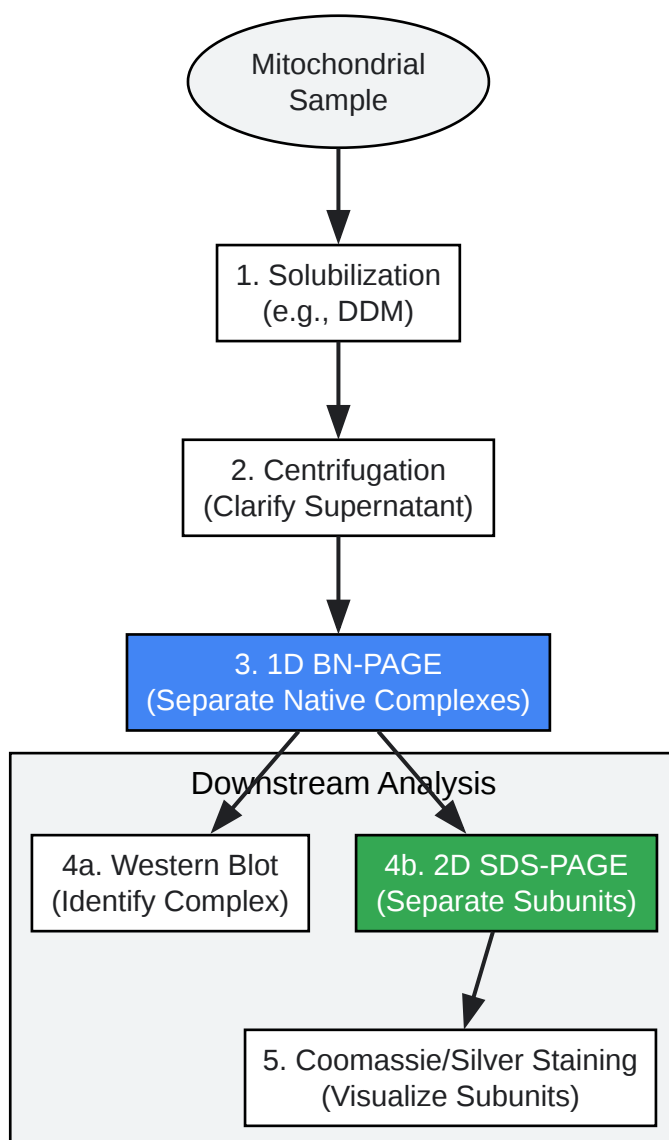 Mitochondrial
Sample
1. Solubilization
(e.g., DDM)
2. Centrifugation
(Clarify Supernatant)
3. 1D BN-PAGE
(Separate Native Complexes)
Downstream Analysis
4a. Western Blot
(Identify Complex)
4b. 2D SDS-PAGE
(Separate Subunits)
5. Coomassie/Silver Staining
(Visualize Subunits)